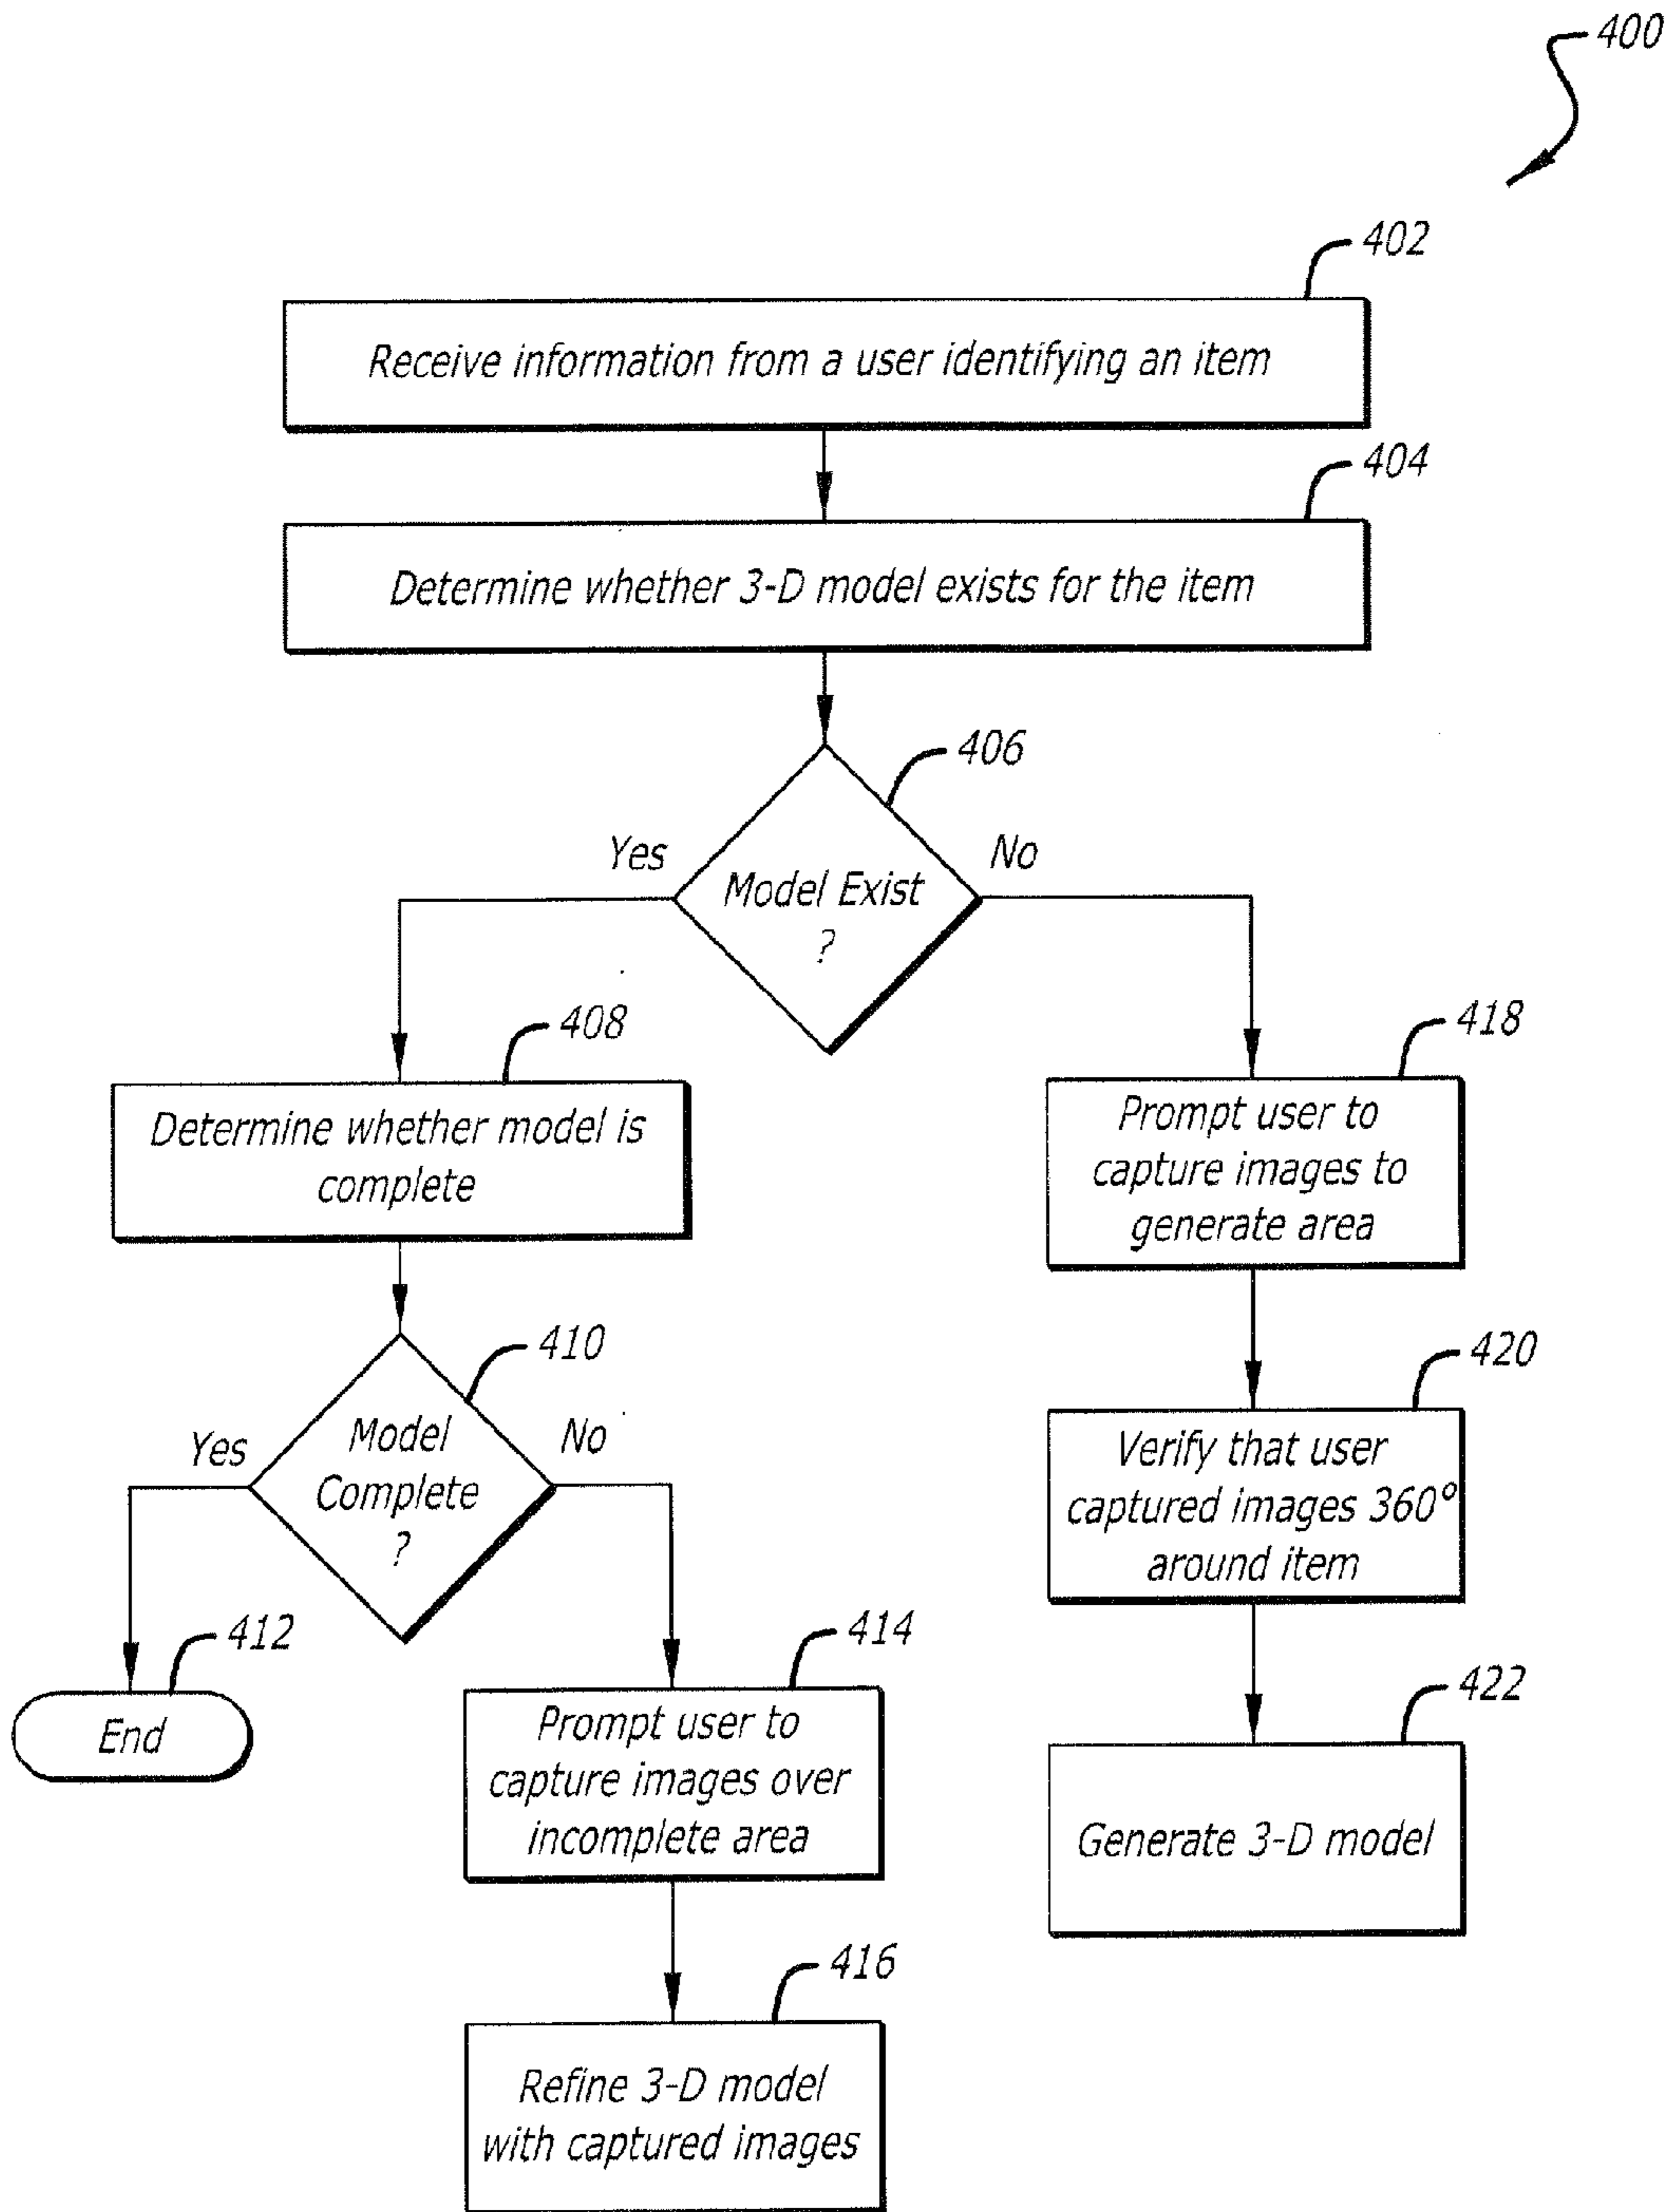 400
402
Receive information from a user identifying an item
404
Determine whether 3-D model exists for the item
406
Yes
No
Model Exist
?
408
Determine whether model is
complete
410
Yes
No
Model
Complete
?
412
End
414
Prompt user to
capture images over
incomplete area
416
Refine 3-D model
with captured images
418
Prompt user to
capture images to
generate area
420
Verify that user
captured images 360°
around item
422
Generate 3-D model